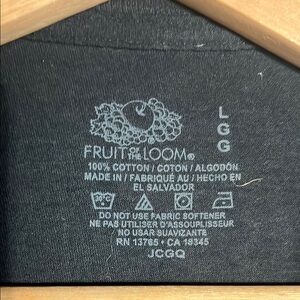 L
G
G
FRUIT OF THE LOOM®
100% COTTON / COTON / ALGODÓN
MADE IN / FABRIQUÉ AU / HECHO EN
EL SALVADOR
30°C
DO NOT USE FABRIC SOFTENER
NE PAS UTILISER D'ASSOUPLISSEUR
NO USAR SUAVIZANTE
RN 13765 • CA 18345
JCGQ